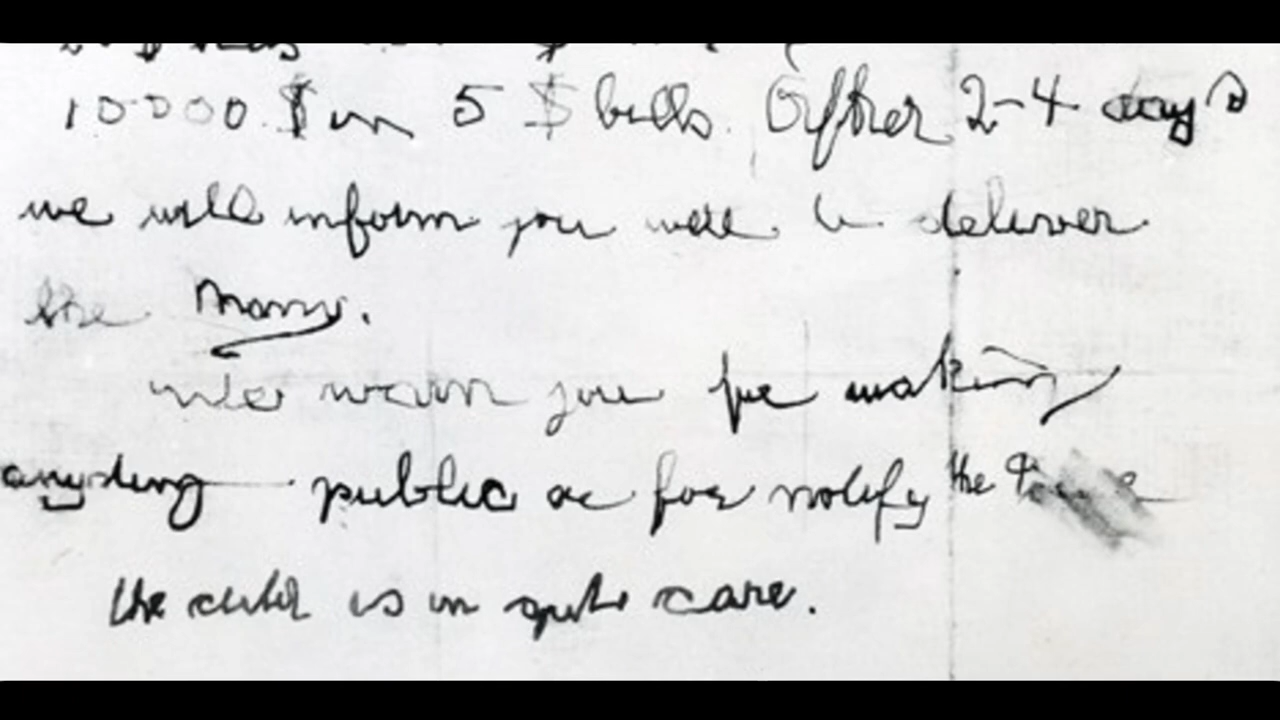 10000 $ in 5 $ bills. After 2-4 days
we will inform you were to deliver
the Mony.
We warn you for making
anyding public or for notify the
the child is in gute care.